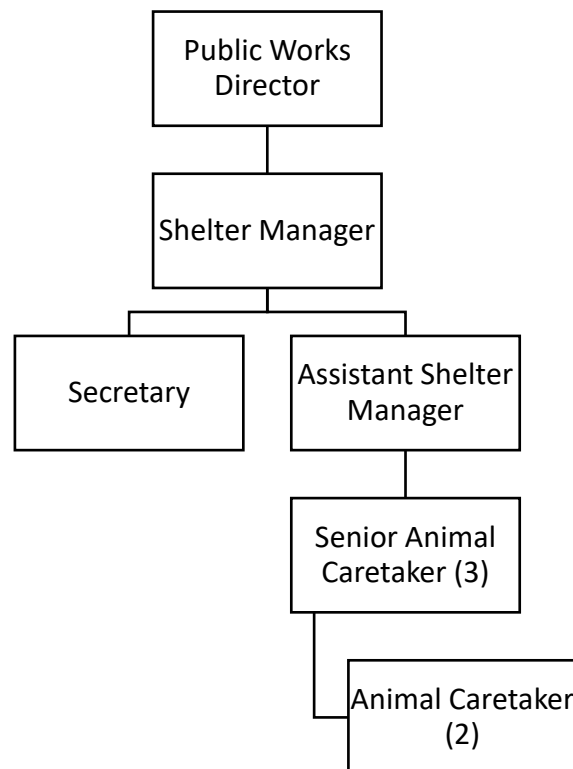 Public Works
Director
Shelter Manager
Secretary
Assistant Shelter
Manager
Senior Animal
Caretaker (3)
Animal Caretaker
(2)